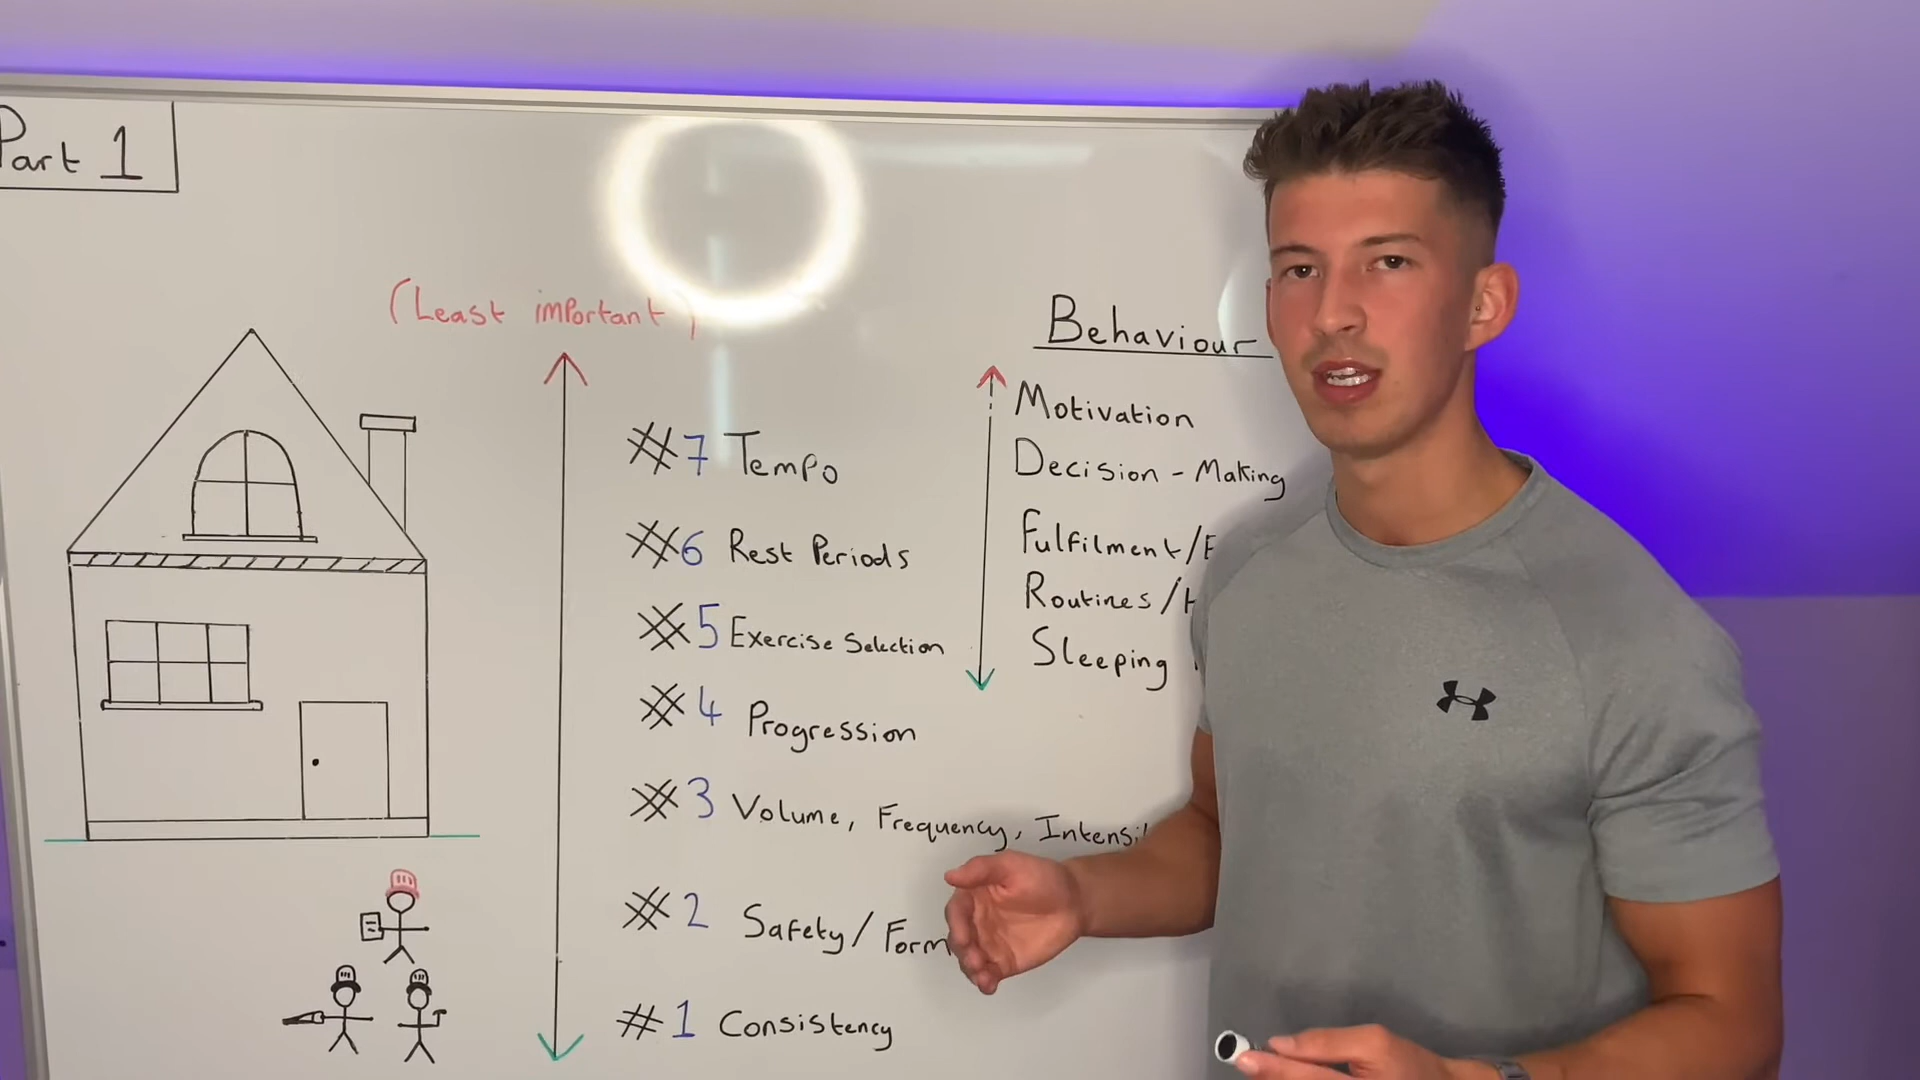 Part 1
(Least important)
#7 Tempo
#6 Rest Periods
#5 Exercise Selection
#4 Progression
#3 Volume, Frequency,
#2 Safety/Form
#1 Consistency
Behaviour
Motivation
Decision-Making
Fulfilment/
Routines/
Sleeping